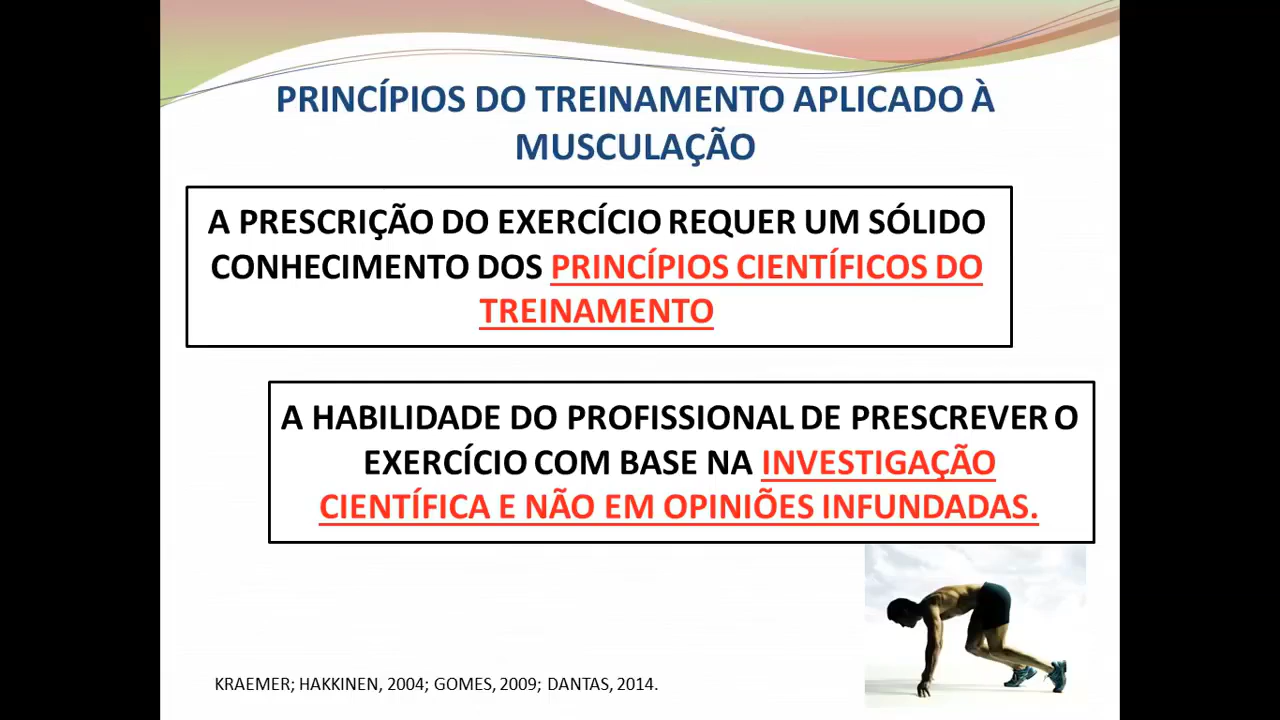 PRINCÍPIOS DO TREINAMENTO APLICADO À
MUSCULAÇÃO
A PRESCRIÇÃO DO EXERCÍCIO REQUER UM SÓLIDO
CONHECIMENTO DOS PRINCÍPIOS CIENTÍFICOS DO
TREINAMENTO
A HABILIDADE DO PROFISSIONAL DE PRESCREVER O
EXERCÍCIO COM BASE NA INVESTIGAÇÃO
CIENTÍFICA E NÃO EM OPINIÕES INFUNDADAS.
KRAEMER; HAKKINEN, 2004; GOMES, 2009; DANTAS, 2014.